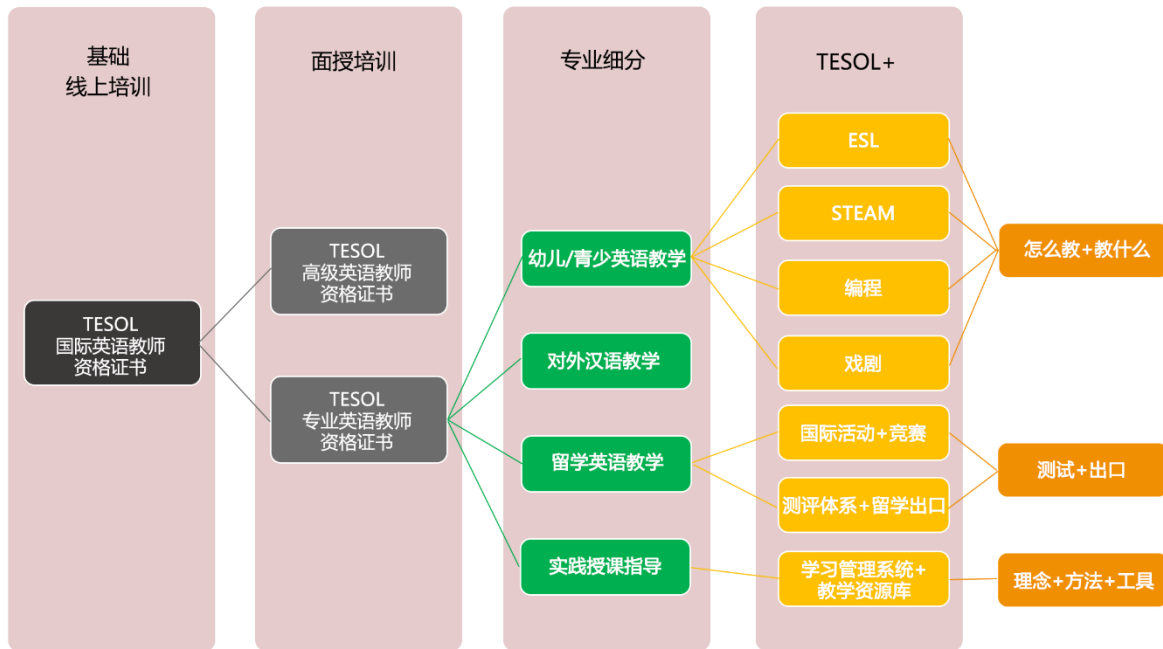 基础
线上培训
面授培训
专业细分
TESOL+
TESOL
国际英语教师
资格证书
TESOL
高级英语教师
资格证书
TESOL
专业英语教师
资格证书
幼儿/青少英语教学
对外汉语教学
留学英语教学
实践授课指导
ESL
STEAM
编程
戏剧
国际活动+竞赛
测评体系+留学出口
学习管理系统+
教学资源库
怎么教+教什么
测试+出口
理念+方法+工具